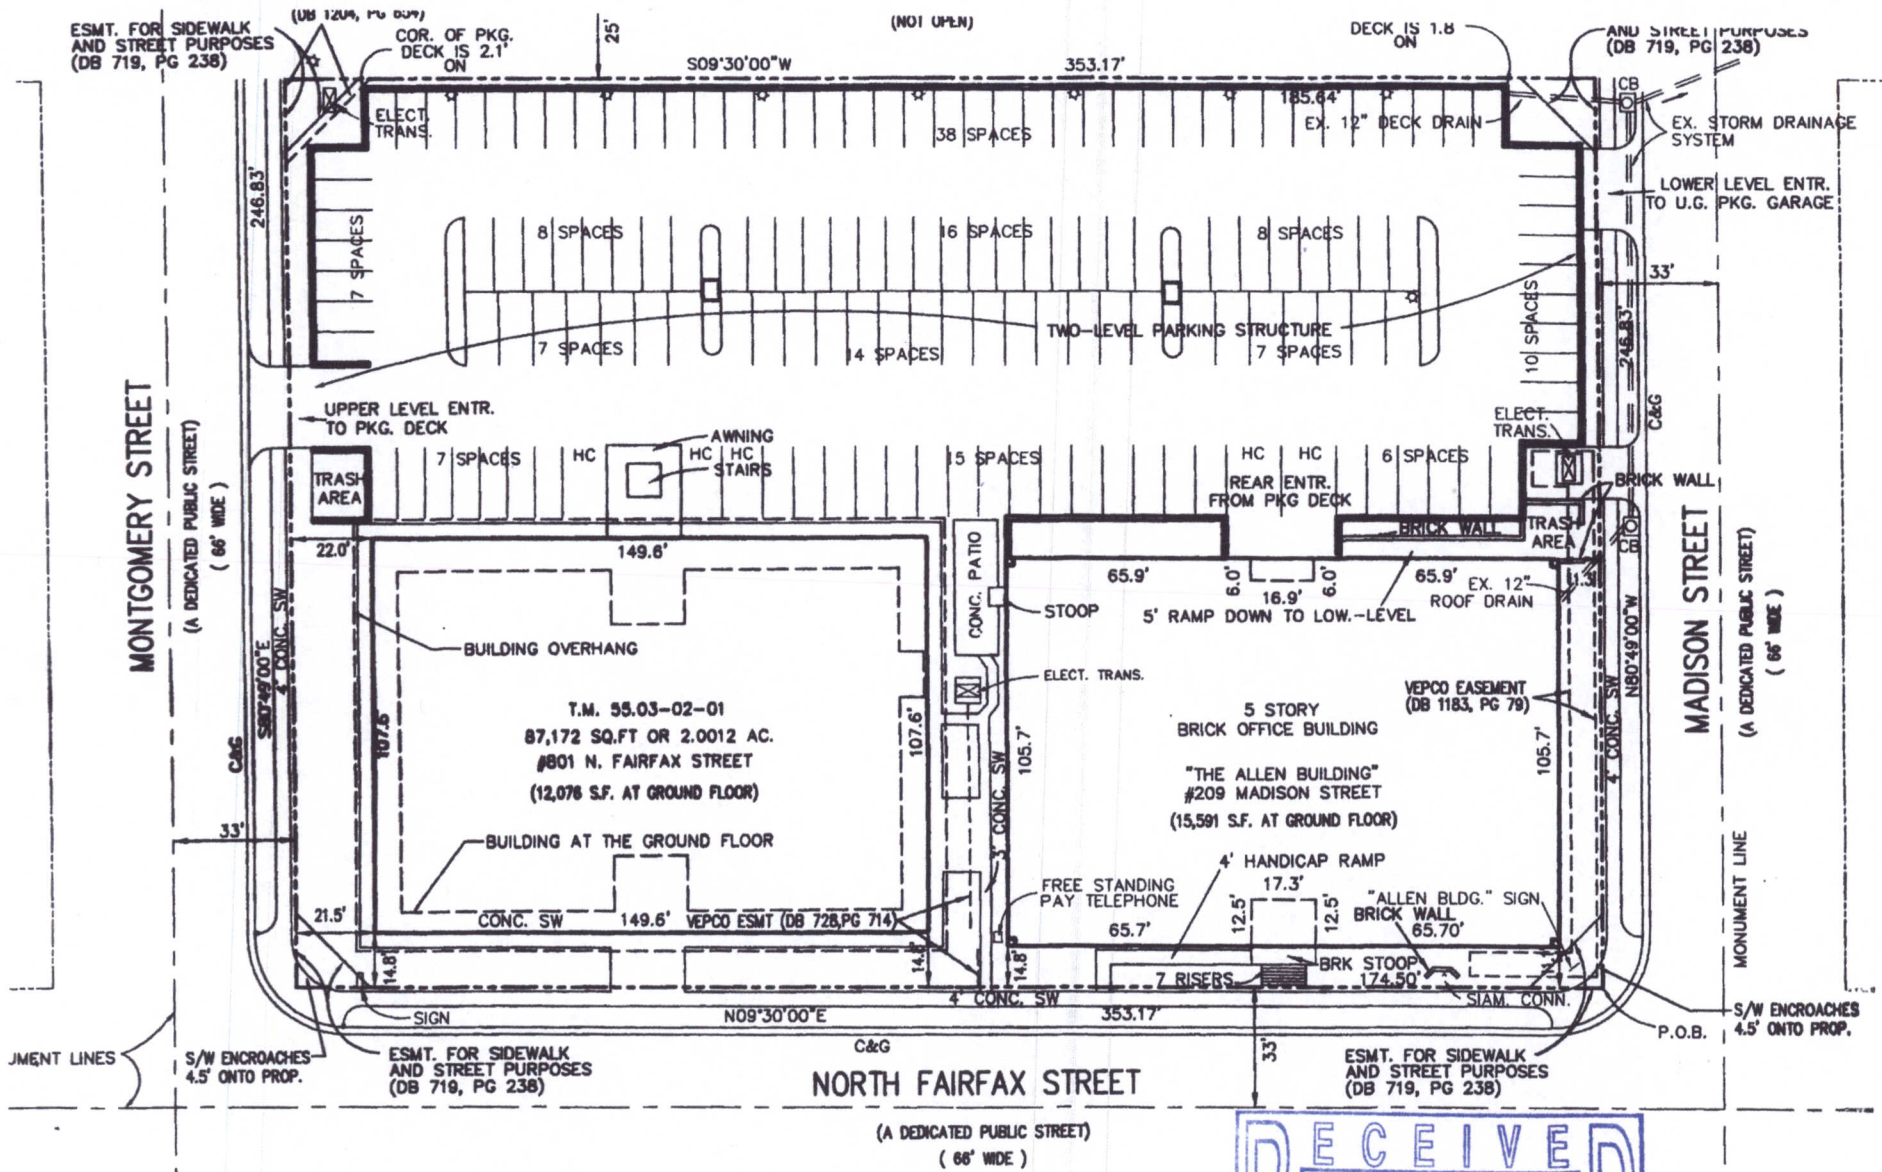 (DB 1204, PG 654)
ESMT. FOR SIDEWALK
AND STREET PURPOSES
(DB 719, PG 238)
COR. OF PKG.
DECK IS 2.1'
ON
25'
(NOT OPEN)
DECK IS 1.8
ON
AND STREET PURPOSES
(DB 719, PG 238)
S09°30'00"W
353.17'
CB
ELECT.
TRANS.
185.64'
38 SPACES
EX. 12" DECK DRAIN
EX. STORM DRAINAGE
SYSTEM
246.83'
LOWER LEVEL ENTR.
TO U.G. PKG. GARAGE
7 SPACES
8 SPACES
16 SPACES
8 SPACES
33'
10 SPACES
246.83'
TWO-LEVEL PARKING STRUCTURE
7 SPACES
14 SPACES
7 SPACES
MONTGOMERY STREET
(A DEDICATED PUBLIC STREET)
( 66' WIDE )
UPPER LEVEL ENTR.
TO PKG. DECK
C&G
ELECT.
TRANS.
AWNING
STAIRS
7 SPACES
HC
HC
HC
15 SPACES
HC
HC
6 SPACES
TRASH
AREA
REAR ENTR.
FROM PKG DECK
BRICK WALL
BRICK WALL
TRASH
AREA
CB
22.0'
149.6'
CONC. PATIO
65.9'
6.0'
16.9'
6.0'
65.9'
EX. 12"
ROOF DRAIN
STOOP
5' RAMP DOWN TO LOW.-LEVEL
MADISON STREET
(A DEDICATED PUBLIC STREET)
( 66' WIDE )
N80°49'00"W
4' CONC. SW
S80°49'00"E
4' CONC. SW
C&G
BUILDING OVERHANG
ELECT. TRANS.
VEPCO EASEMENT
(DB 1183, PG 79)
T.M. 55.03-02-01
87,172 SQ.FT OR 2.0012 AC.
#801 N. FAIRFAX STREET
(12,076 S.F. AT GROUND FLOOR)
107.6'
107.6'
105.7'
5 STORY
BRICK OFFICE BUILDING
"THE ALLEN BUILDING"
#209 MADISON STREET
(15,591 S.F. AT GROUND FLOOR)
105.7'
33'
BUILDING AT THE GROUND FLOOR
3' CONC. SW
4' HANDICAP RAMP
MONUMENT LINE
FREE STANDING
PAY TELEPHONE
17.3'
12.5'
12.5'
"ALLEN BLDG." SIGN
BRICK WALL
21.5'
CONC. SW
149.6'
VEPCO ESMT (DB 728,PG 714)
65.7'
65.70'
14.8'
14.8'
14.8'
BRK STOOP
7 RISERS
174.50'
SIAM. CONN.
4' CONC. SW
SIGN
N09°30'00"E
353.17'
S/W ENCROACHES
4.5' ONTO PROP.
P.O.B.
UMENT LINES
S/W ENCROACHES
4.5' ONTO PROP.
ESMT. FOR SIDEWALK
AND STREET PURPOSES
(DB 719, PG 238)
C&G
33'
ESMT. FOR SIDEWALK
AND STREET PURPOSES
(DB 719, PG 238)
NORTH FAIRFAX STREET
(A DEDICATED PUBLIC STREET)
( 66' WIDE )
ECEIVE